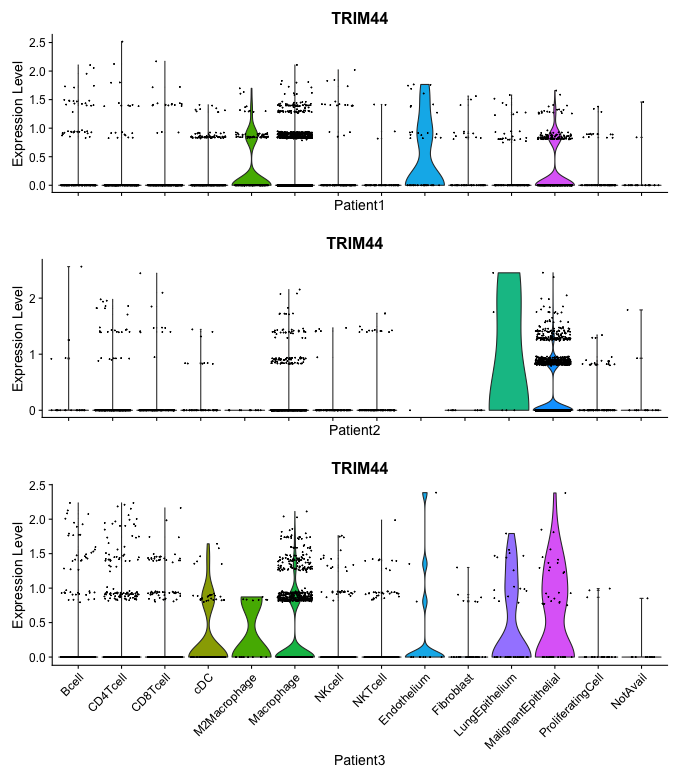 TRIM44
Expression Level
2.5
2.0
1.5
1.0
0.5
0.0
Patient1
TRIM44
Expression Level
2
1
0
Patient2
TRIM44
Expression Level
2.5
2.0
1.5
1.0
0.5
0.0
Bcell
CD4Tcell
CD8Tcell
cDC
M2Macrophage
Macrophage
NKcell
NKTcell
Endothelium
Fibroblast
LungEpithelium
MalignantEpithelial
ProliferatingCell
NotAvail
Patient3